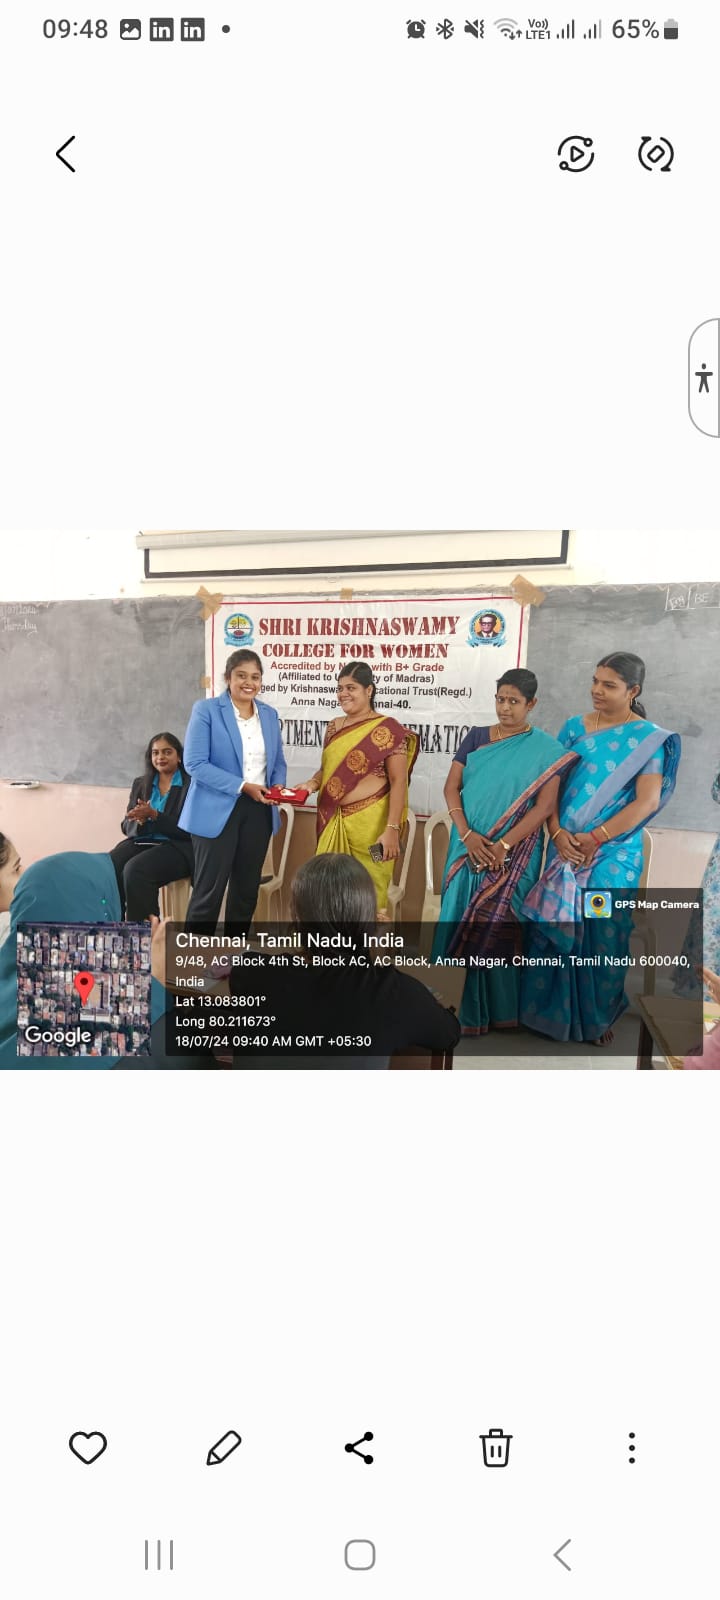 09:48
Vo))
LTE1
65%
SHRI KRISHNASWAMY
COLLEGE FOR WOMEN
Accredited by with B+ Grade
(Affiliated to of Madras)
Trust(Regd.)
Anna
GPS Map Camera
Chennai, Tamil Nadu, India
9/48, AC Block 4th St, Block AC, AC Block, Anna Nagar, Chennai, Tamil Nadu 600040,
India
Lat 13.083801°
Long 80.211673°
18/07/24 09:40 AM GMT +05:30
Google